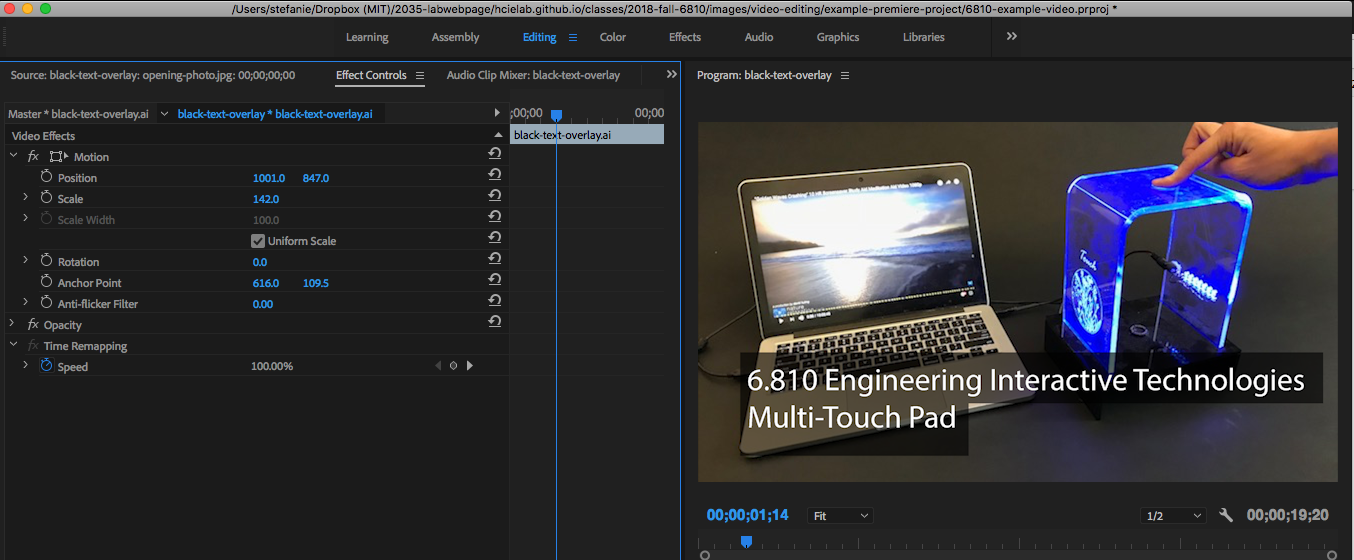 /Users/stefanie/Dropbox (MIT)/2035-labwebpage/hcielab.github.io/classes/2018-fall-6810/images/video-editing/example-premiere-project/6810-example-video.prproj *
Learning Assembly Editing Color Effects Audio Graphics Libraries
Source: black-text-overlay: opening-photo.jpg: 00;00;00;00
Effect Controls
Audio Clip Mixer: black-text-overlay
Program: black-text-overlay
Master * black-text-overlay.ai
black-text-overlay * black-text-overlay.ai
;00;00 00;00
Video Effects
black-text-overlay.ai
fx Motion
Position 1001.0 847.0
Scale 142.0
Scale Width 100.0
Uniform Scale
Rotation 0.0
Anchor Point 616.0 109.5
Anti-flicker Filter 0.00
fx Opacity
fx Time Remapping
Speed 100.00%
Touch
6.810 Engineering Interactive Technologies
Multi-Touch Pad
00;00;01;14
Fit
1/2
00;00;19;20